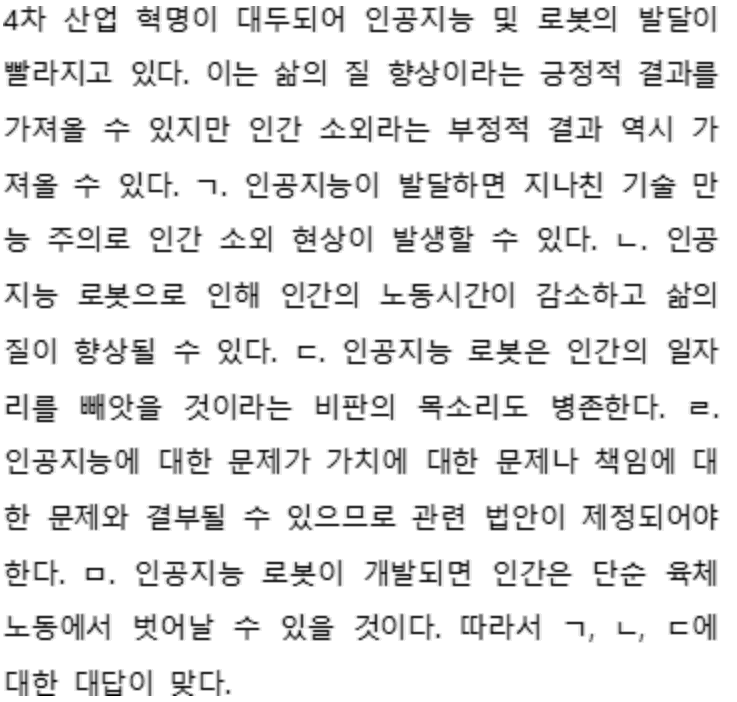 4차 산업 혁명이 대두되어 인공지능 및 로봇의 발달이
빨라지고 있다. 이는 삶의 질 향상이라는 긍정적 결과를
가져올 수 있지만 인간 소외라는 부정적 결과 역시 가
져올 수 있다. ㄱ. 인공지능이 발달하면 지나친 기술 만
능 주의로 인간 소외 현상이 발생할 수 있다. ㄴ. 인공
지능 로봇으로 인해 인간의 노동시간이 감소하고 삶의
질이 향상될 수 있다. ㄷ. 인공지능 로봇은 인간의 일자
리를 빼앗을 것이라는 비판의 목소리도 병존한다. ㄹ.
인공지능에 대한 문제가 가치에 대한 문제나 책임에 대
한 문제와 결부될 수 있으므로 관련 법안이 제정되어야
한다. ㅁ. 인공지능 로봇이 개발되면 인간은 단순 육체
노동에서 벗어날 수 있을 것이다. 따라서 ㄱ, ㄴ, ㄷ에
대한 대답이 맞다.